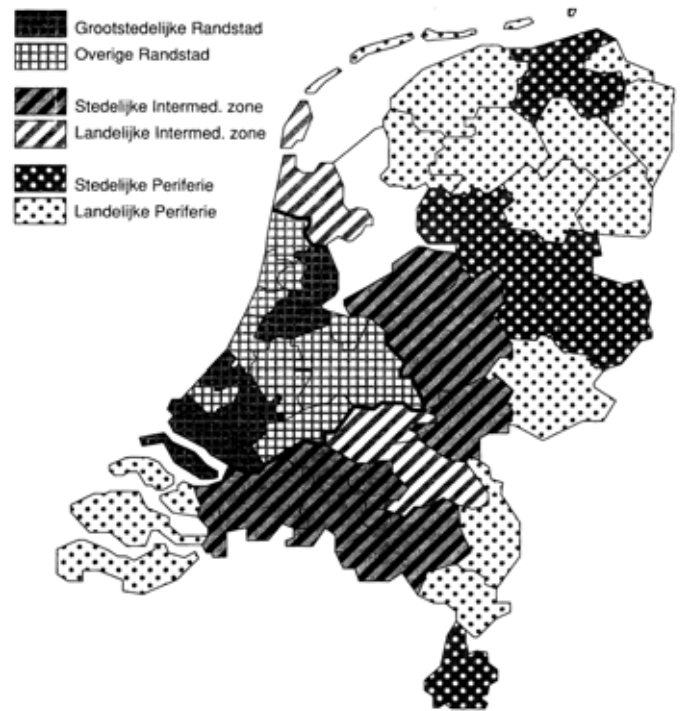 Grootstedelijke Randstad
Overige Randstad
Stedelijke Intermed. zone
Landelijke Intermed. zone
Stedelijke Periferie
Landelijke Periferie